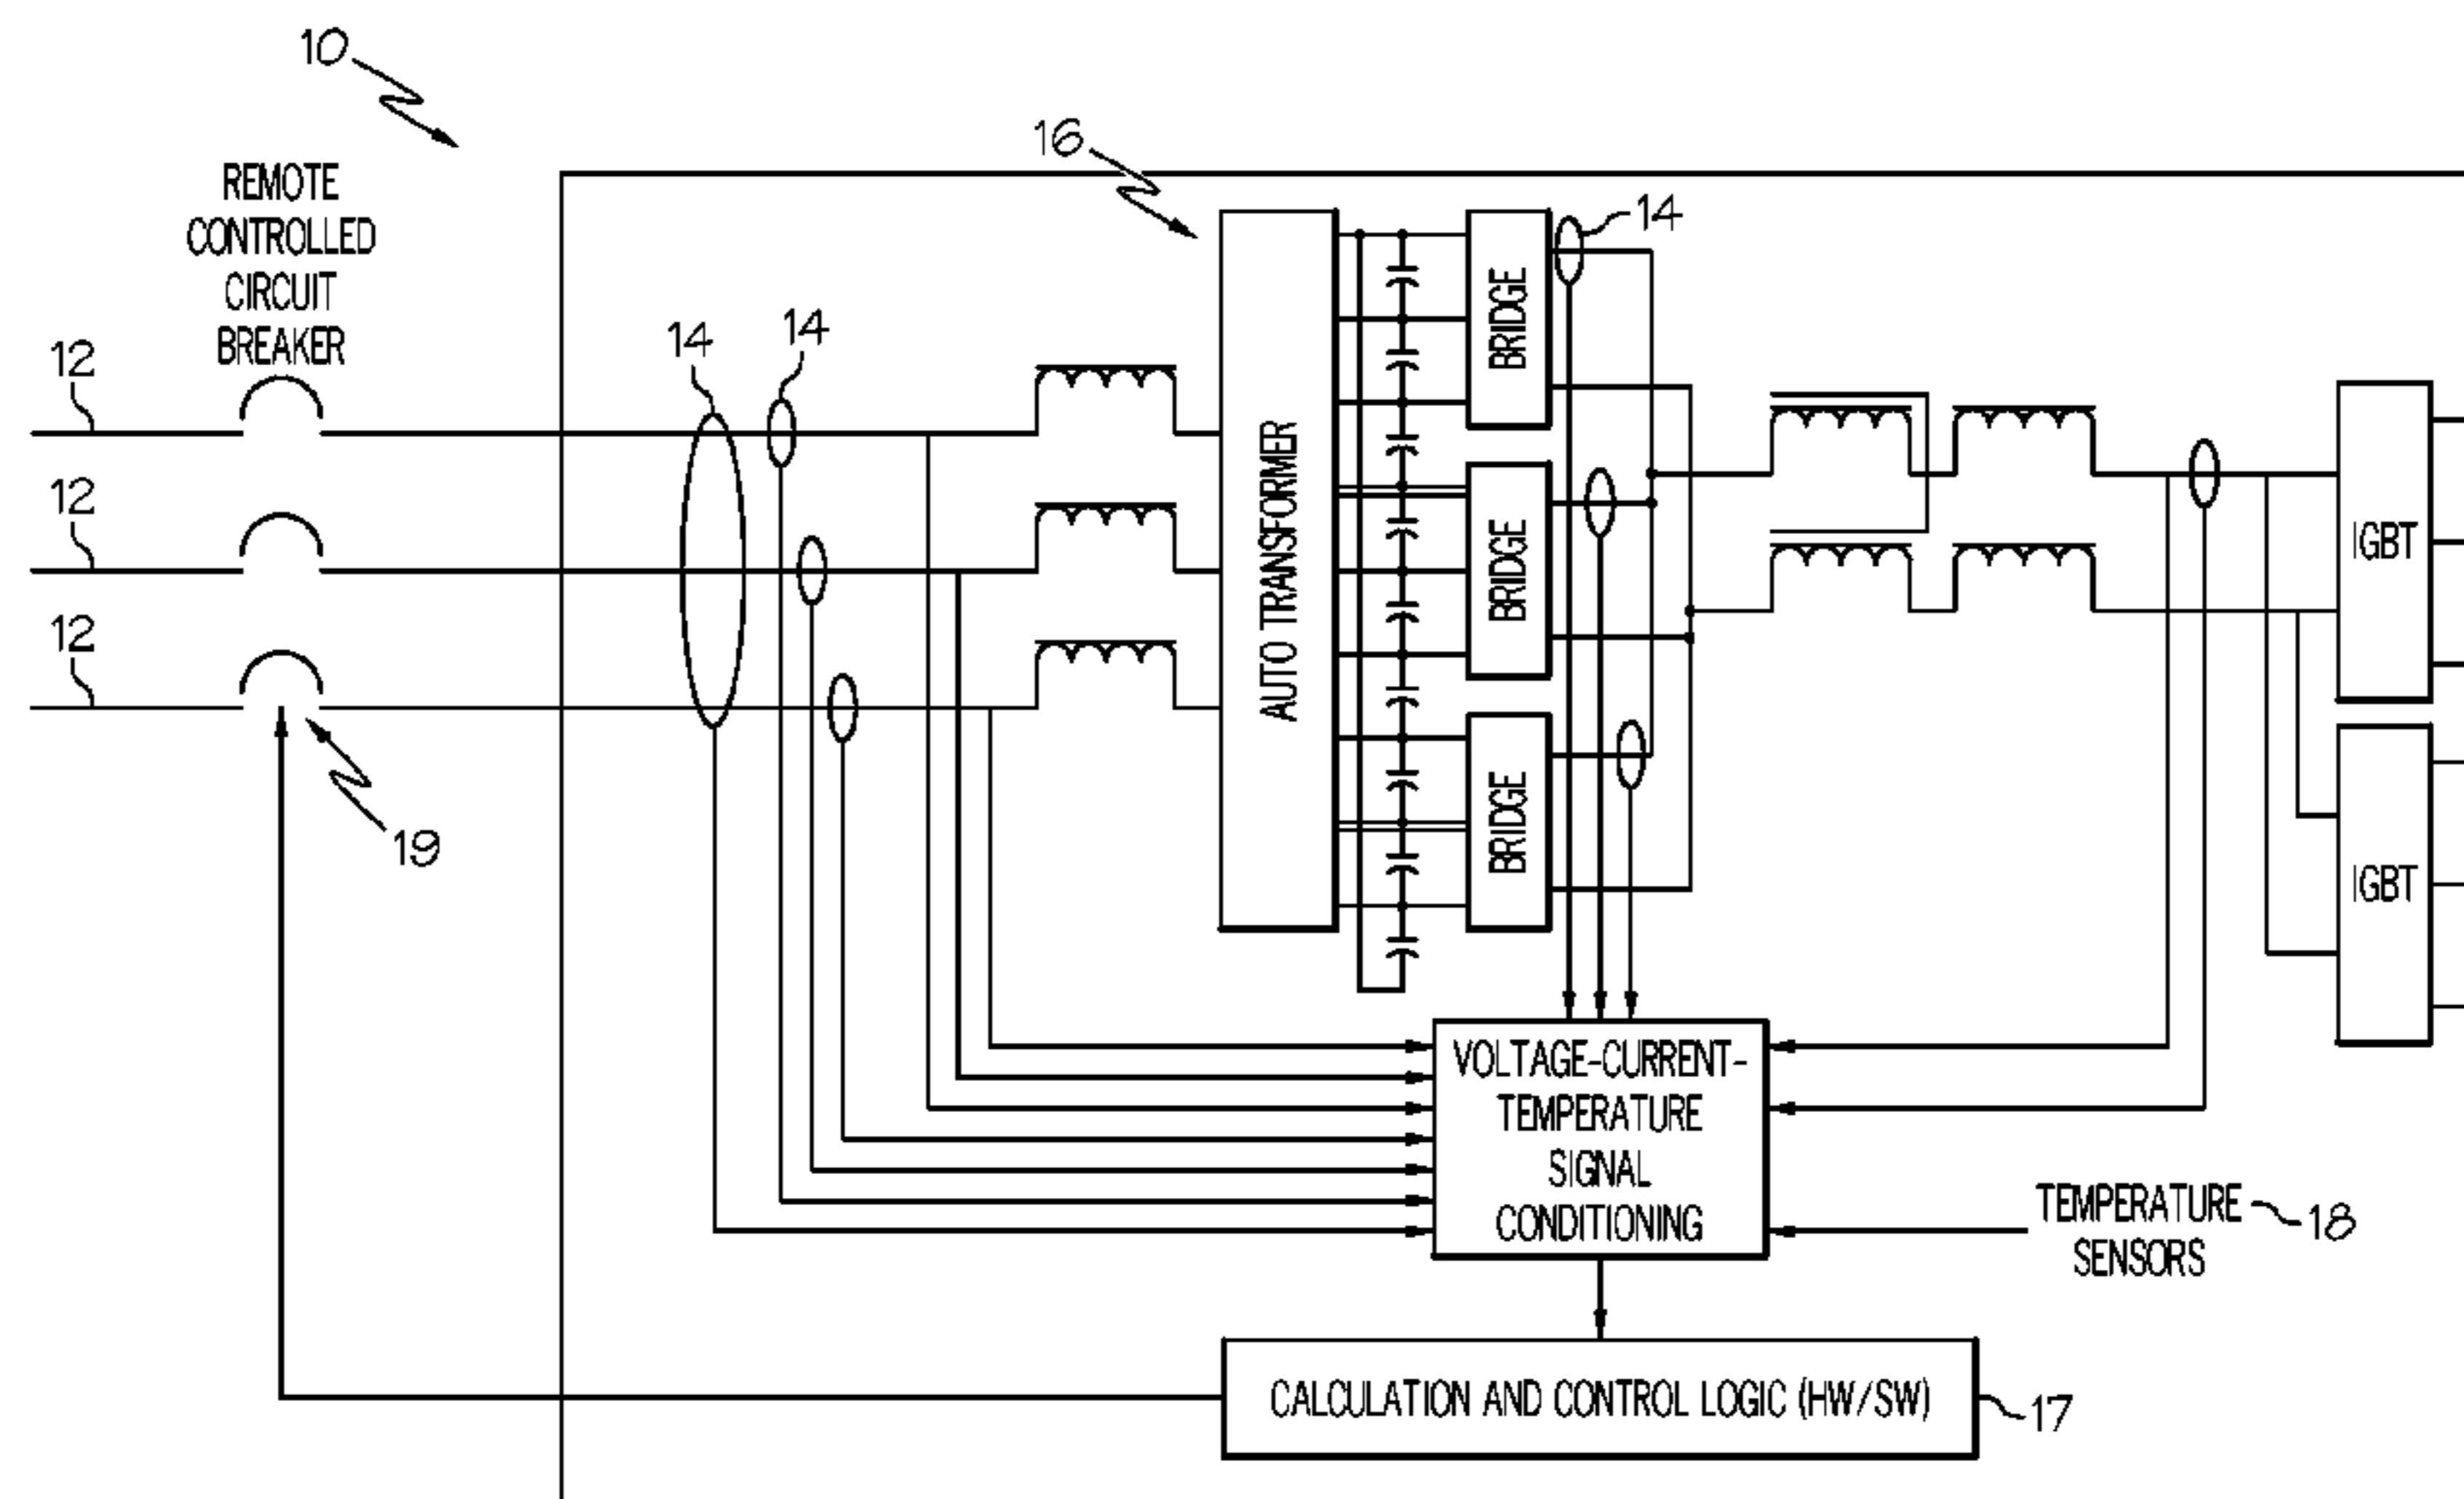 10
REMOTE
CONTROLLED
CIRCUIT
BREAKER
12
12
12
19
14
14
16
AUTO TRANSFORMER
BRIDGE
BRIDGE
BRIDGE
14
IGBT
IGBT
VOLTAGE-CURRENT-
TEMPERATURE
SIGNAL
CONDITIONING
TEMPERATURE
SENSORS
18
CALCULATION AND CONTROL LOGIC (HW/SW)
17